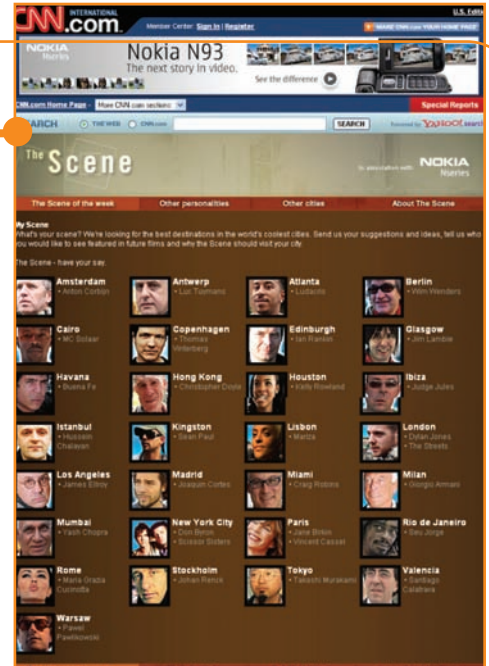 CNN INTERNATIONAL
.com
Member Center: Sign In | Register
U.S. Editi
MAKE CNN.com YOUR HOME PAGE
NOKIA
Nseries
Nokia N93
The next story in video.
See the difference
CNN.com Home Page -
More CNN.com sections
Special Reports
SEARCH
THE WEB
CNN.com
SEARCH
Powered by YAHOO! search
The Scene
In association with
NOKIA
Nseries
The Scene of the week
Other personalities
Other cities
About The Scene
My Scene
What's your scene? We're looking for the best destinations in the world's coolest cities. Send us your suggestions and ideas, tell us who
you would like to see featured in future films and why the Scene should visit your city.
The Scene - have your say.
Amsterdam
• Anton Corbijn
Antwerp
• Luc Tuymans
Atlanta
• Ludacris
Berlin
• Wim Wenders
Cairo
• MC Solaar
Copenhagen
• Thomas
Vinterberg
Edinburgh
• Ian Rankin
Glasgow
• Jim Lambie
Havana
• Buena Fe
Hong Kong
• Christopher Doyle
Houston
• Kelly Rowland
Ibiza
• Judge Jules
Istanbul
• Hussein
Chalayan
Kingston
• Sean Paul
Lisbon
• Mariza
London
• Dylan Jones
• The Streets
Los Angeles
• James Ellroy
Madrid
• Joaquin Cortes
Miami
• Craig Robins
Milan
• Giorgio Armani
Mumbai
• Yash Chopra
New York City
• Don Byron
• Scissor Sisters
Paris
• Jane Birkin
• Vincent Cassel
Rio de Janeiro
• Seu Jorge
Rome
• Maria Grazia
Cucinotta
Stockholm
• Johan Renck
Tokyo
• Takashi Murakami
Valencia
• Santiago
Calatrava
Warsaw
• Pawel
Pawlikowski